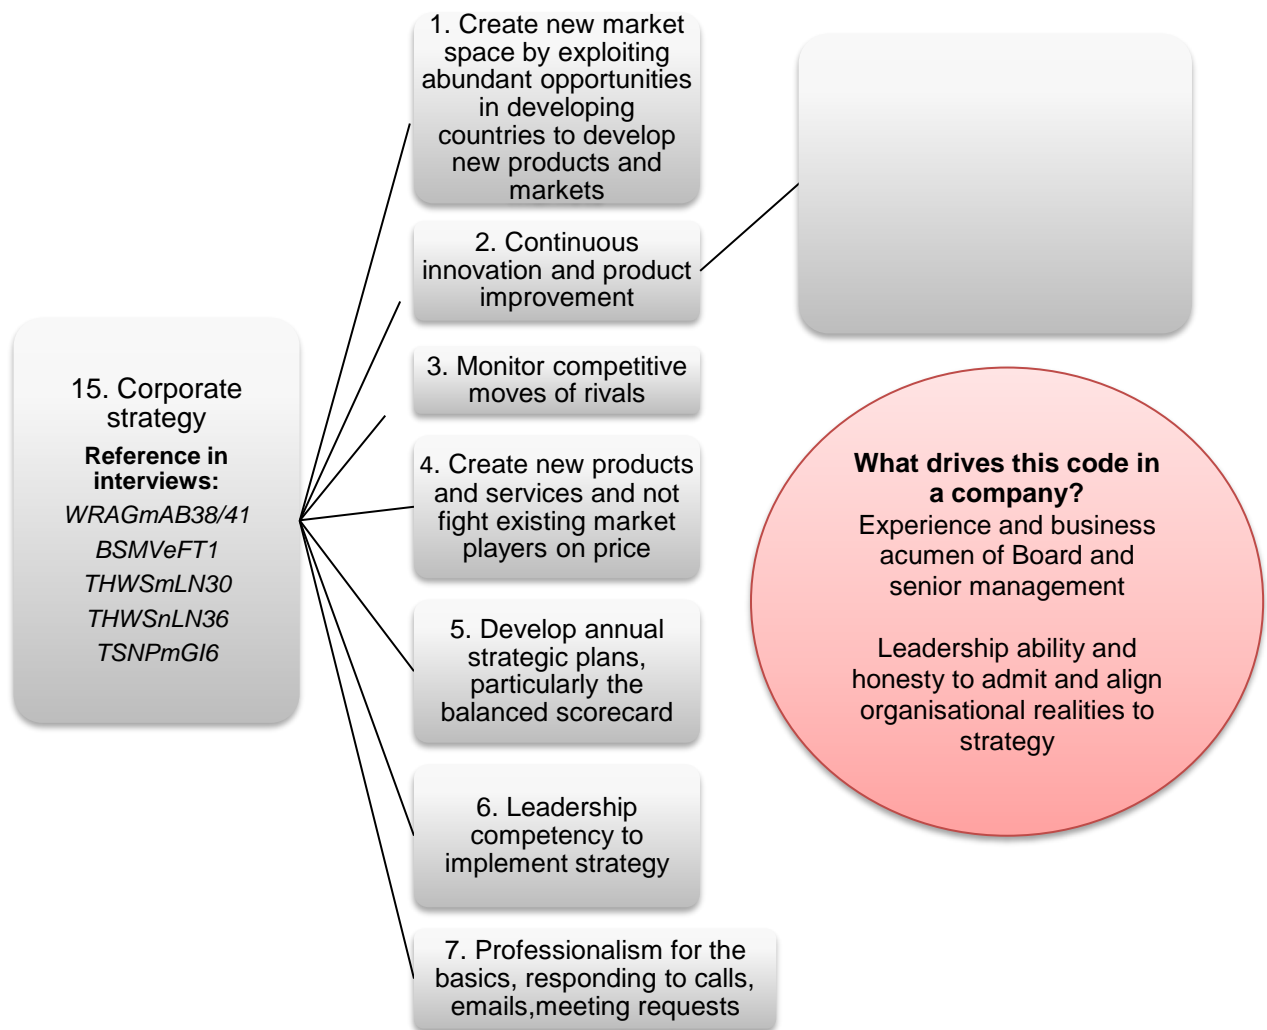 15. Corporate
strategy
Reference in
interviews:
WRAGmAB38/41
BSMVeFT1
THWSmLN30
THWSnLN36
TSNPmGI6
1. Create new market
space by exploiting
abundant opportunities
in developing
countries to develop
new products and
markets
2. Continuous
innovation and product
improvement
3. Monitor competitive
moves of rivals
4. Create new products
and services and not
fight existing market
players on price
5. Develop annual
strategic plans,
particularly the
balanced scorecard
6. Leadership
competency to
implement strategy
7. Professionalism for the
basics, responding to calls,
emails,meeting requests
What drives this code in
a company?
Experience and business
acumen of Board and
senior management
Leadership ability and
honesty to admit and align
organisational realities to
strategy